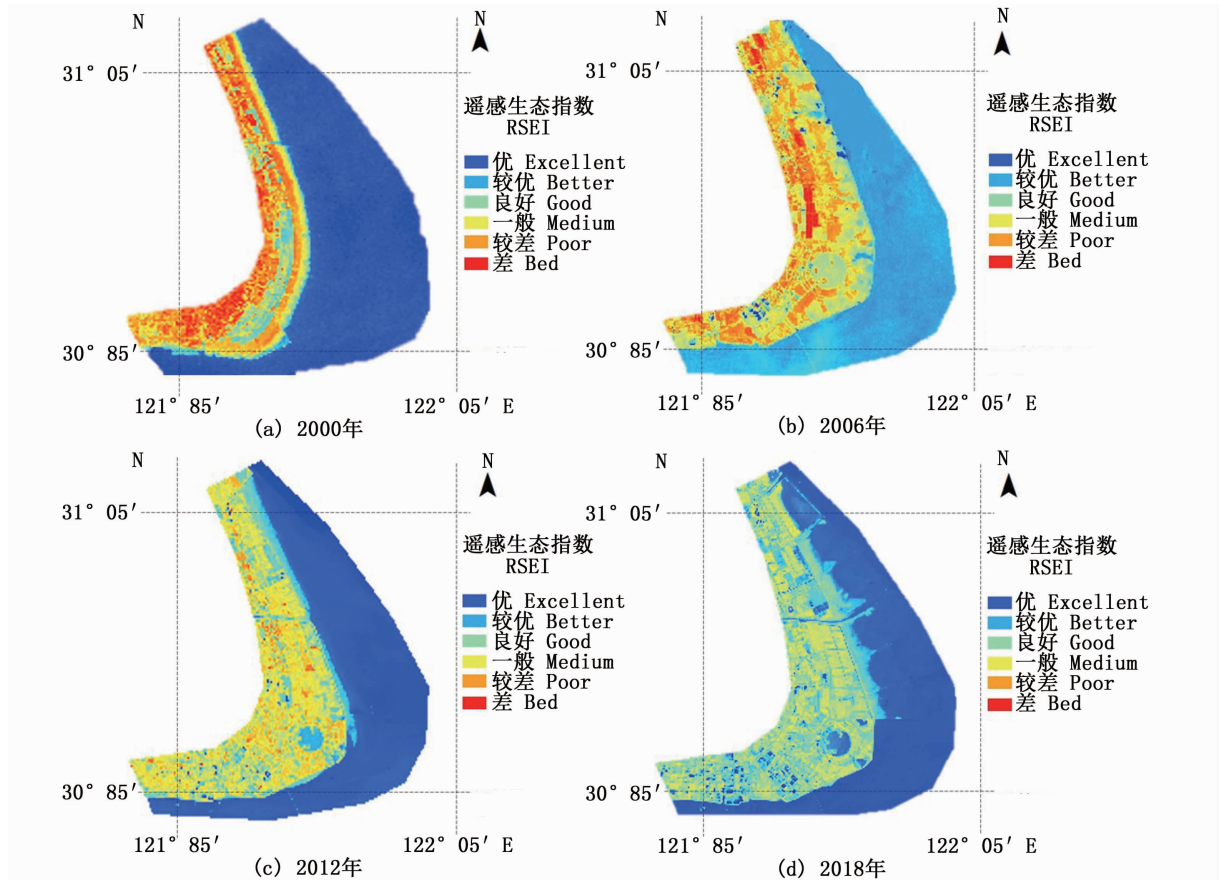 N
N
31° 05′
遥感生态指数
RSEI
优 Excellent
较优 Better
良好 Good
一般 Medium
较差 Poor
差 Bed
30° 85′
121° 85′
122° 05′ E
(a) 2000年
N
N
31° 05′
遥感生态指数
RSEI
优 Excellent
较优 Better
良好 Good
一般 Medium
较差 Poor
差 Bed
30° 85′
121° 85′
122° 05′ E
(b) 2006年
N
N
31° 05′
遥感生态指数
RSEI
优 Excellent
较优 Better
良好 Good
一般 Medium
较差 Poor
差 Bed
30° 85′
121° 85′
122° 05′ E
(c) 2012年
N
N
31° 05′
遥感生态指数
RSEI
优 Excellent
较优 Better
良好 Good
一般 Medium
较差 Poor
差 Bed
30° 85′
121° 85′
122° 05′ E
(d) 2018年